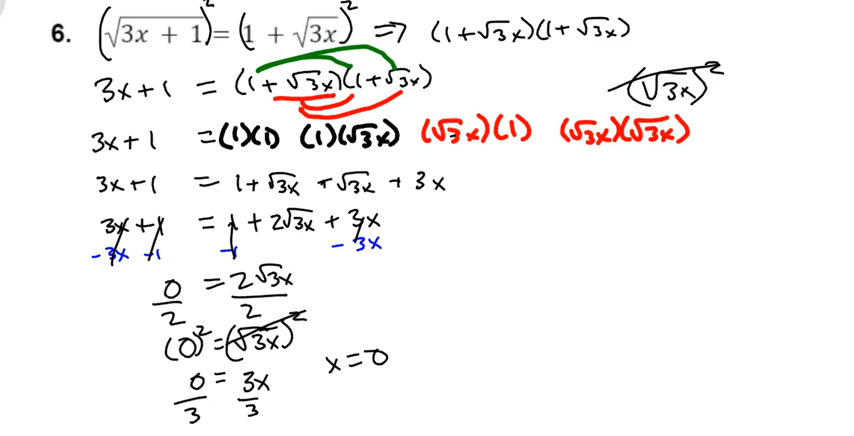 6. (√3x + 1)² = (1 + √3x)² ⇒ (1+√3x)(1+√3x)
3x+1 = (1+√3x)(1+√3x) (√3x)²
3x+1 = (1)(1) (1)(√3x) (√3x)(1) (√3x)(√3x)
3x+1 = 1+√3x +√3x + 3x
3x+1 = 1 + 2√3x + 3x
-3x -1 -1 - 3x
0/2 = 2√3x/2
(0)² = (√3x)²
x=0
0/3 = 3x/3